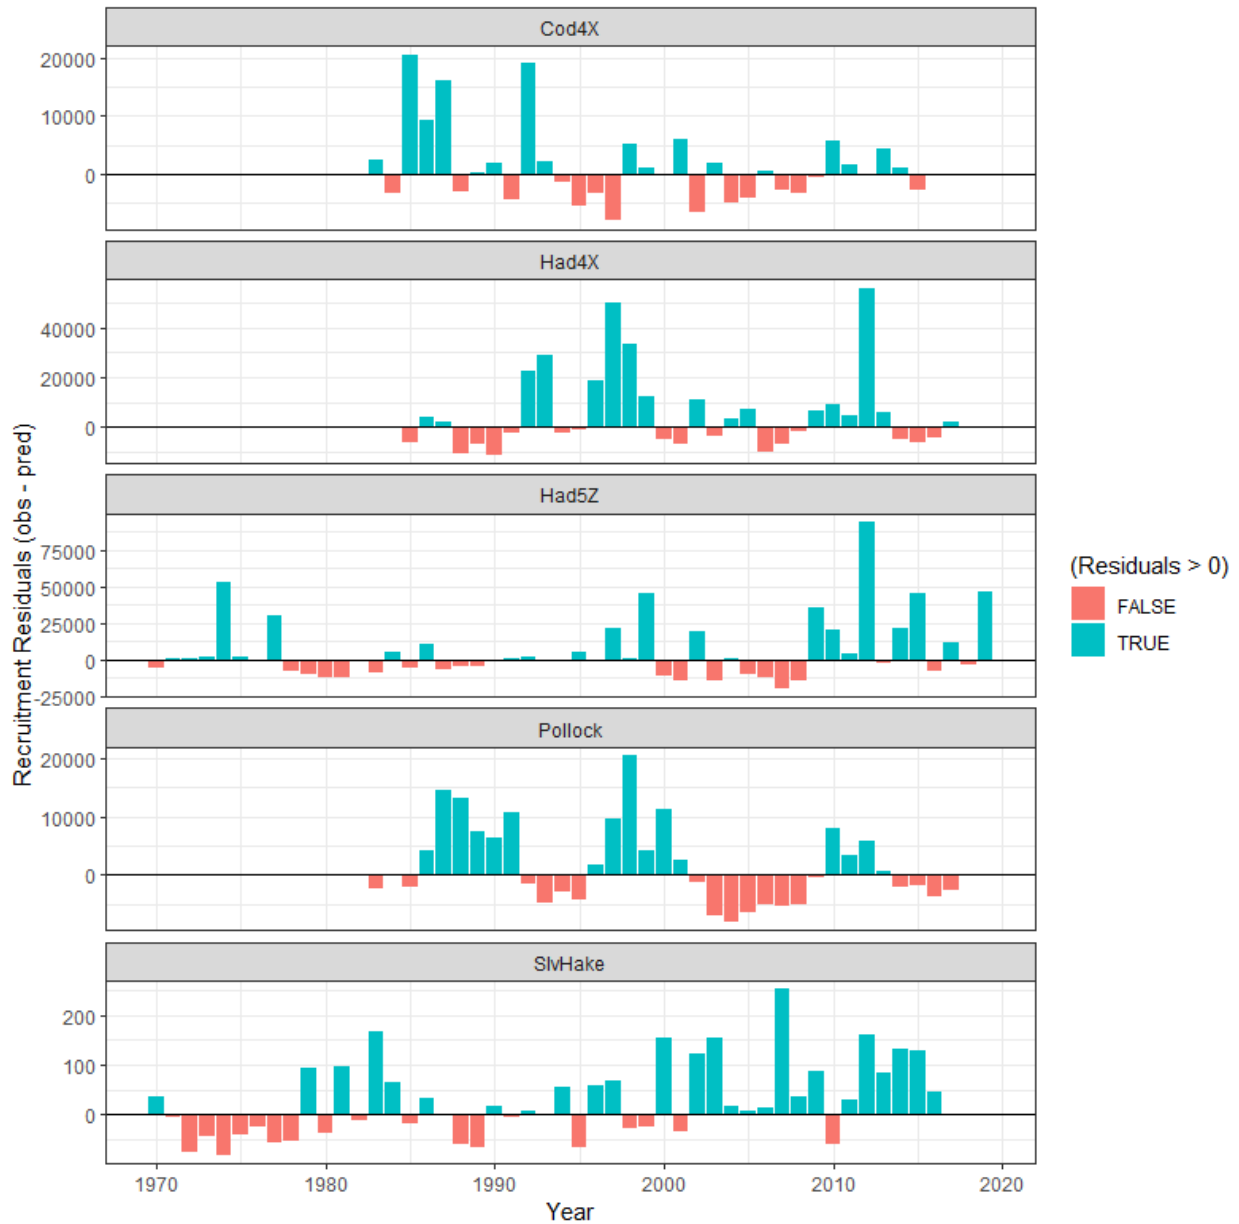 Cod4X
20000
10000
0
Had4X
40000
20000
0
Had5Z
75000
50000
25000
0
-25000
Pollock
20000
10000
0
SlvHake
200
100
0
1970 1980 1990 2000 2010 2020
Year
Recruitment Residuals (obs - pred)
(Residuals > 0)
FALSE
TRUE